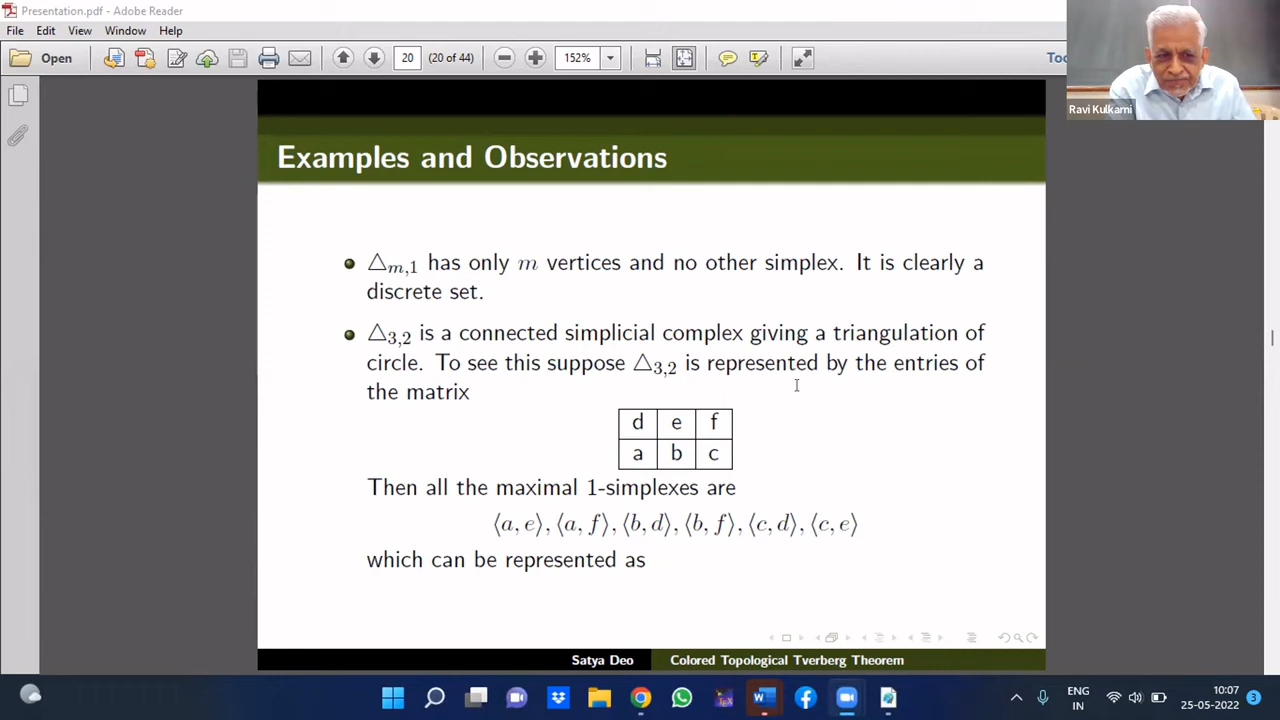 Presentation.pdf - Adobe Reader
File Edit View Window Help
Open 20 (20 of 44) 152% Too
Ravi Kulkarni
Examples and Observations
△m,1 has only m vertices and no other simplex. It is clearly a
discrete set.
△3,2 is a connected simplicial complex giving a triangulation of
circle. To see this suppose △3,2 is represented by the entries of
the matrix
d e f
a b c
Then all the maximal 1-simplexes are
⟨a, e⟩, ⟨a, f⟩, ⟨b, d⟩, ⟨b, f⟩, ⟨c, d⟩, ⟨c, e⟩
which can be represented as
Satya Deo Colored Topological Tverberg Theorem
ENG
IN
10:07
25-05-2022
3